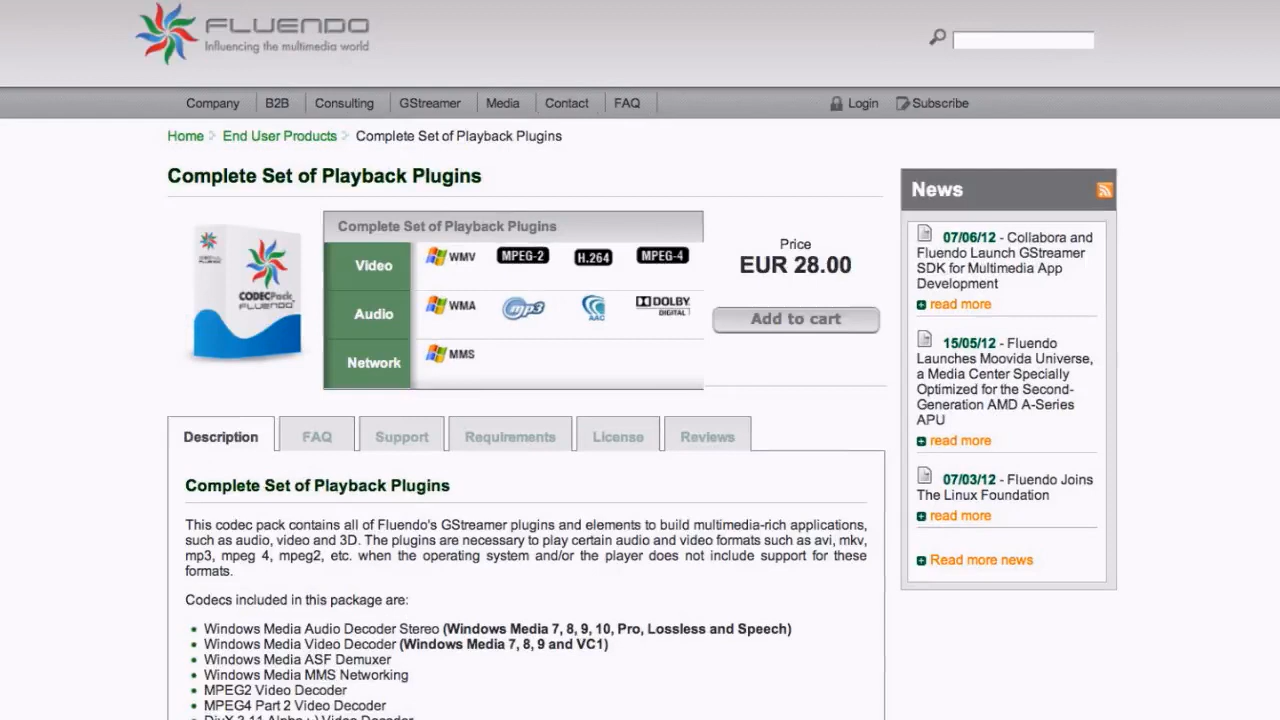 FLUENDO
Influencing the multimedia world
Company B2B Consulting GStreamer Media Contact FAQ Login Subscribe
Home End User Products Complete Set of Playback Plugins
Complete Set of Playback Plugins
CODECPack
FLUENDO
Complete Set of Playback Plugins
Video WMV MPEG-2 H.264 MPEG-4
Audio WMA mp3 AAC DOLBY DIGITAL
Network MMS
Price
EUR 28.00
Add to cart
Description FAQ Support Requirements License Reviews
Complete Set of Playback Plugins
This codec pack contains all of Fluendo's GStreamer plugins and elements to build multimedia-rich applications,
such as audio, video and 3D. The plugins are necessary to play certain audio and video formats such as avi, mkv,
mp3, mpeg 4, mpeg2, etc. when the operating system and/or the player does not include support for these
formats.
Codecs included in this package are:
Windows Media Audio Decoder Stereo (Windows Media 7, 8, 9, 10, Pro, Lossless and Speech)
Windows Media Video Decoder (Windows Media 7, 8, 9 and VC1)
Windows Media ASF Demuxer
Windows Media MMS Networking
MPEG2 Video Decoder
MPEG4 Part 2 Video Decoder
News
07/06/12 - Collabora and
Fluendo Launch GStreamer
SDK for Multimedia App
Development
read more
15/05/12 - Fluendo
Launches Moovida Universe,
a Media Center Specially
Optimized for the Second-
Generation AMD A-Series
APU
read more
07/03/12 - Fluendo Joins
The Linux Foundation
read more
Read more news